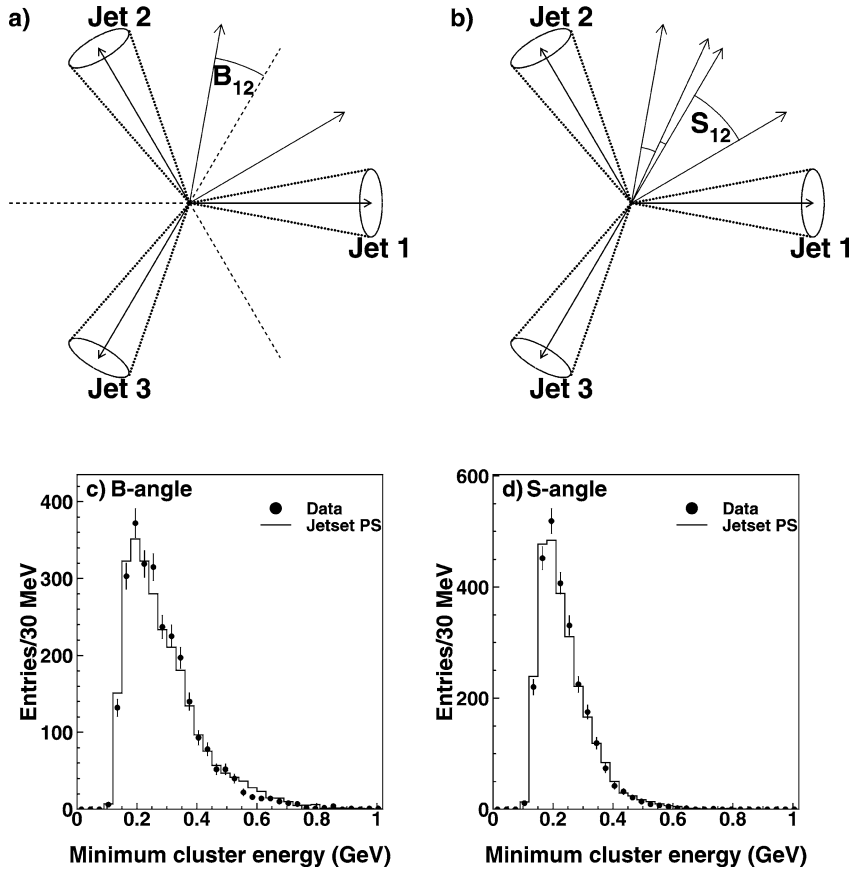 a)
Jet 2
B12
Jet 1
Jet 3
b)
Jet 2
S12
Jet 1
Jet 3
c) B-angle
Data
Jetset PS
Entries/30 MeV
400
300
200
100
0
0 0.2 0.4 0.6 0.8 1
Minimum cluster energy (GeV)
d) S-angle
Data
Jetset PS
Entries/30 MeV
600
400
200
0
0 0.2 0.4 0.6 0.8 1
Minimum cluster energy (GeV)